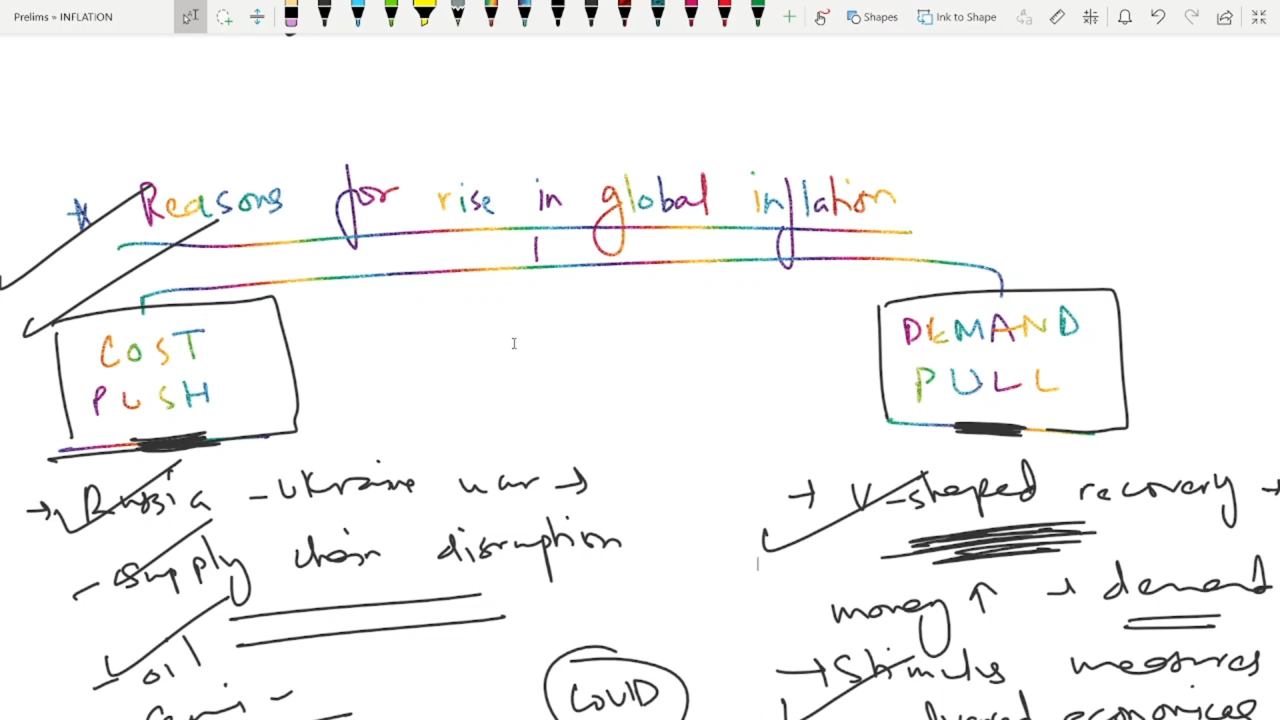 Prelims » INFLATION
Shapes
Ink to Shape
* Reasons for rise in global inflation
COST
PUSH
→ Russia - Ukraine war →
- supply chain disruption
- oil
DEMAND
PULL
→ V-shaped recovery →
money ↑ → demand
→ Stimulus measures
economies
COVID